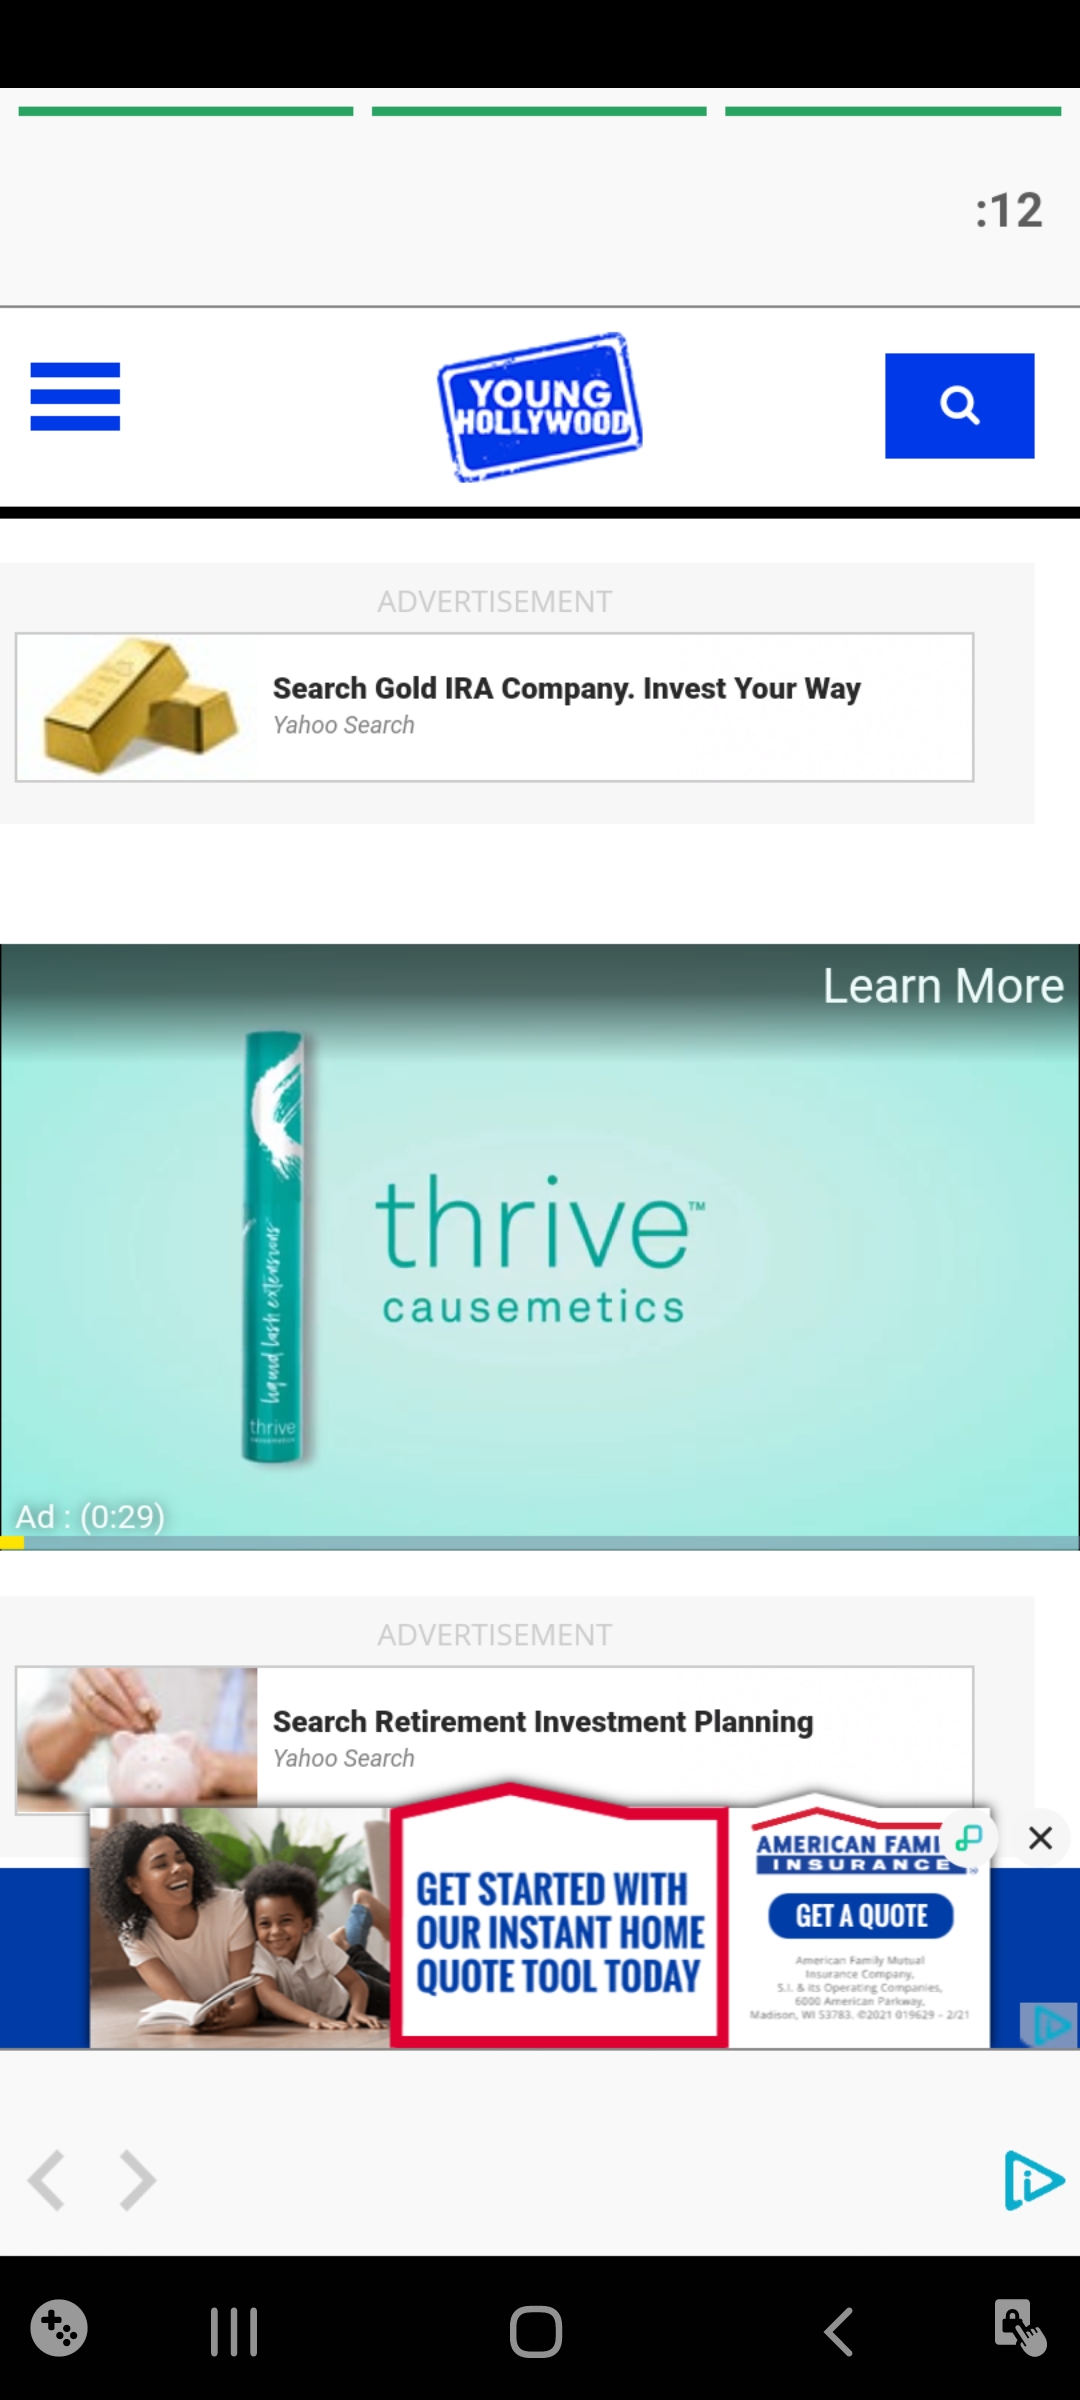 :12
YOUNG
HOLLYWOOD
ADVERTISEMENT
Search Gold IRA Company. Invest Your Way
Yahoo Search
Learn More
thrive™
causemetics
liquid lash extensions
thrive
causemetics
Ad : (0:29)
ADVERTISEMENT
Search Retirement Investment Planning
Yahoo Search
GET STARTED WITH
OUR INSTANT HOME
QUOTE TOOL TODAY
AMERICAN FAMI
INSURANCE®
GET A QUOTE
American Family Mutual
Insurance Company,
S.I. & its Operating Companies,
6000 American Parkway,
Madison, WI 53783. ©2021 019629 – 2/21